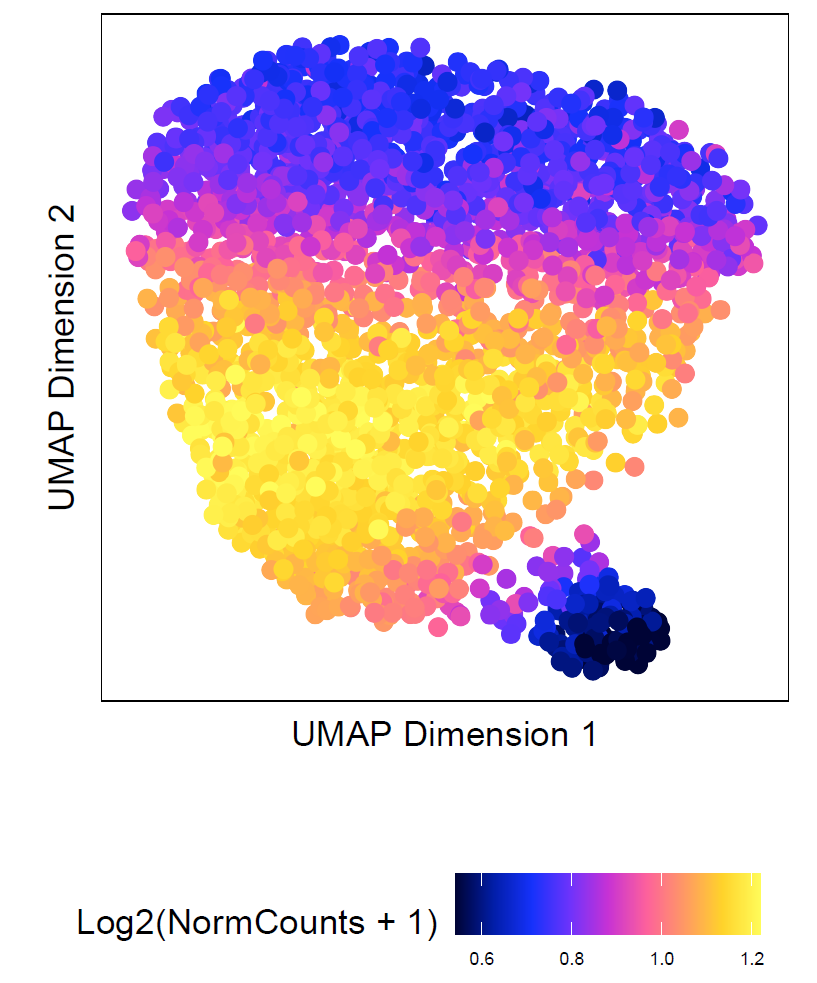 UMAP Dimension 2
UMAP Dimension 1
Log2(NormCounts + 1)
0.6 0.8 1.0 1.2